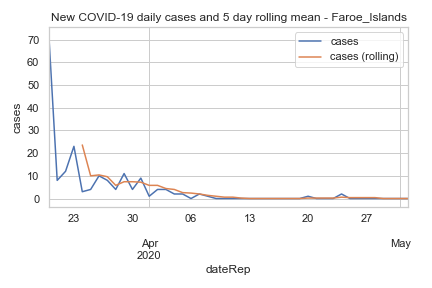 New COVID-19 daily cases and 5 day rolling mean - Faroe_Islands
cases
cases (rolling)
70
60
50
40
30
20
10
0
cases
23
30
06
13
20
27
Apr
2020
May
dateRep